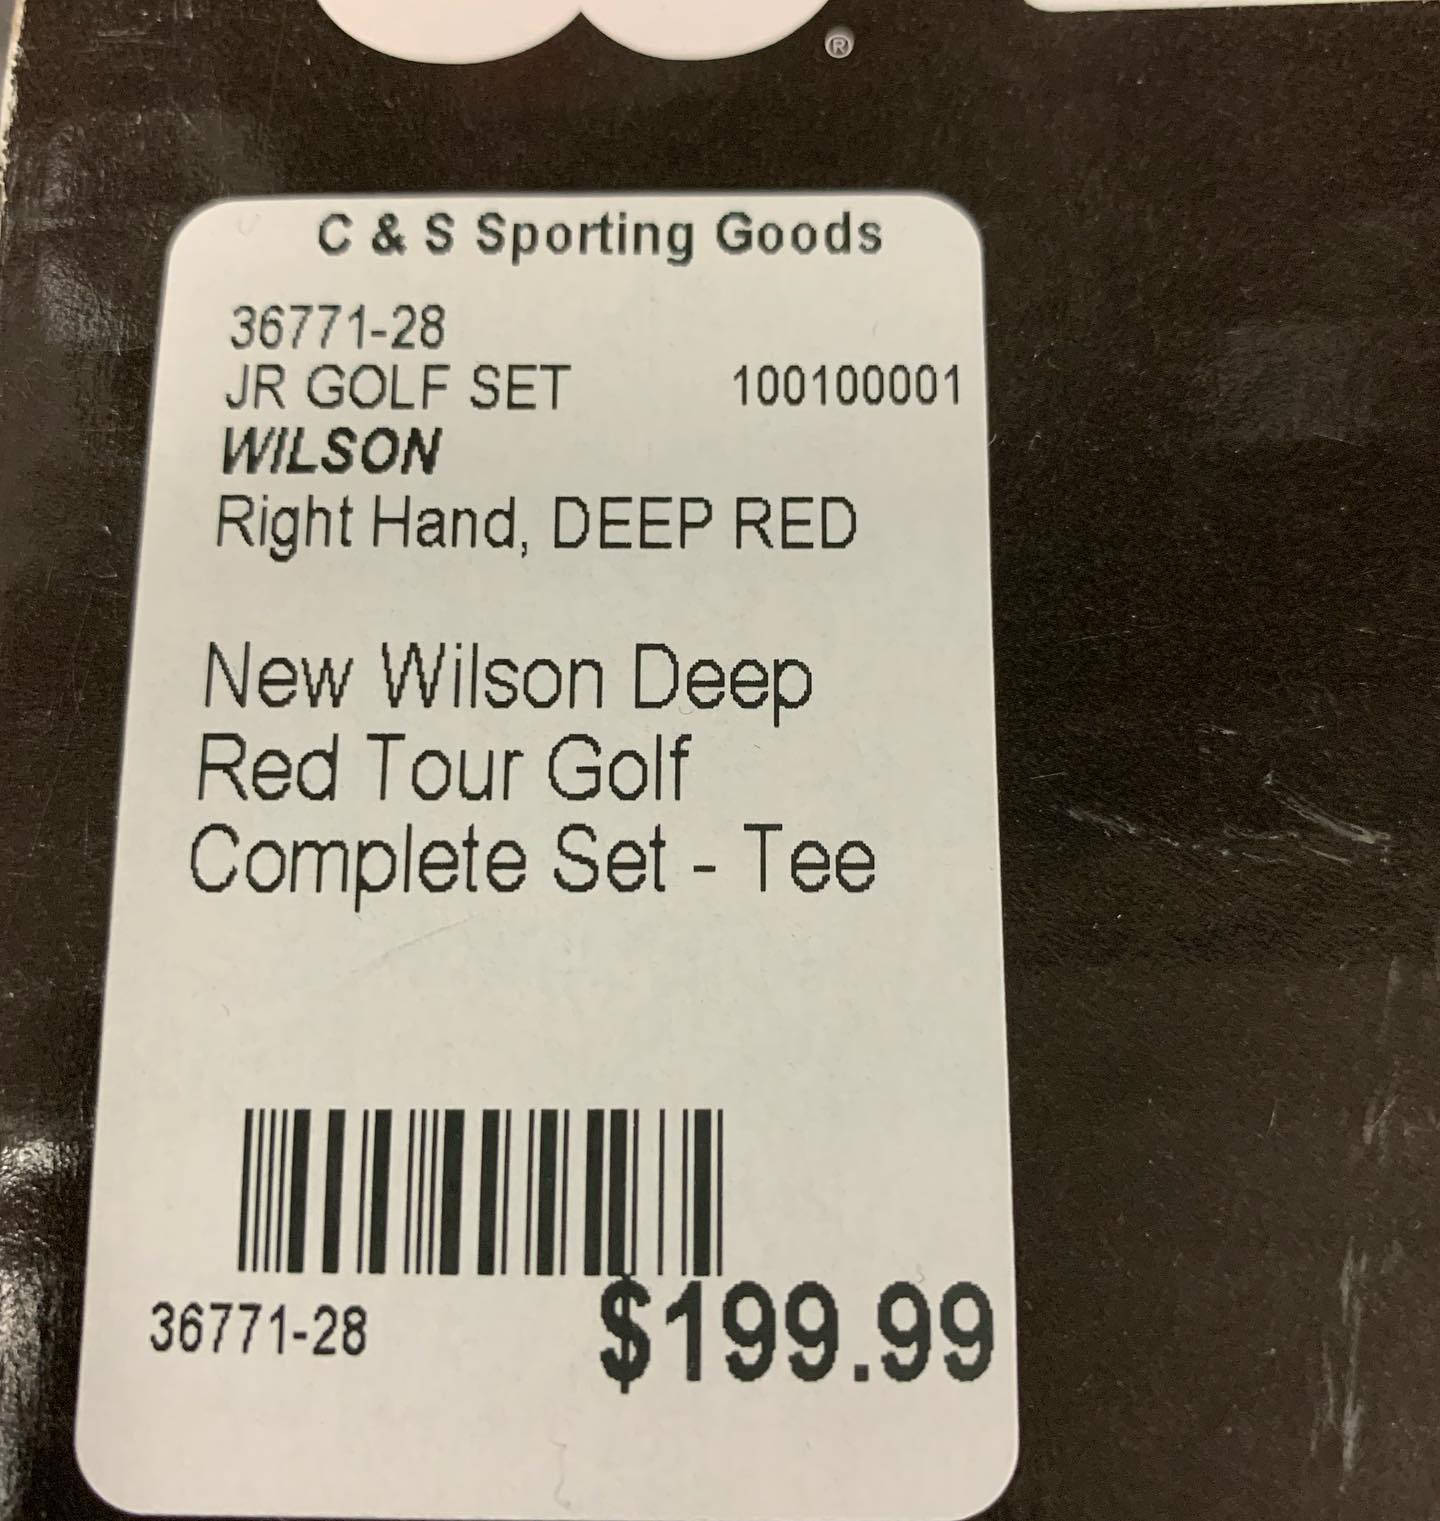 ®
C & S Sporting Goods
36771-28
JR GOLF SET 100100001
WILSON
Right Hand, DEEP RED
New Wilson Deep
Red Tour Golf
Complete Set - Tee
36771-28 $199.99